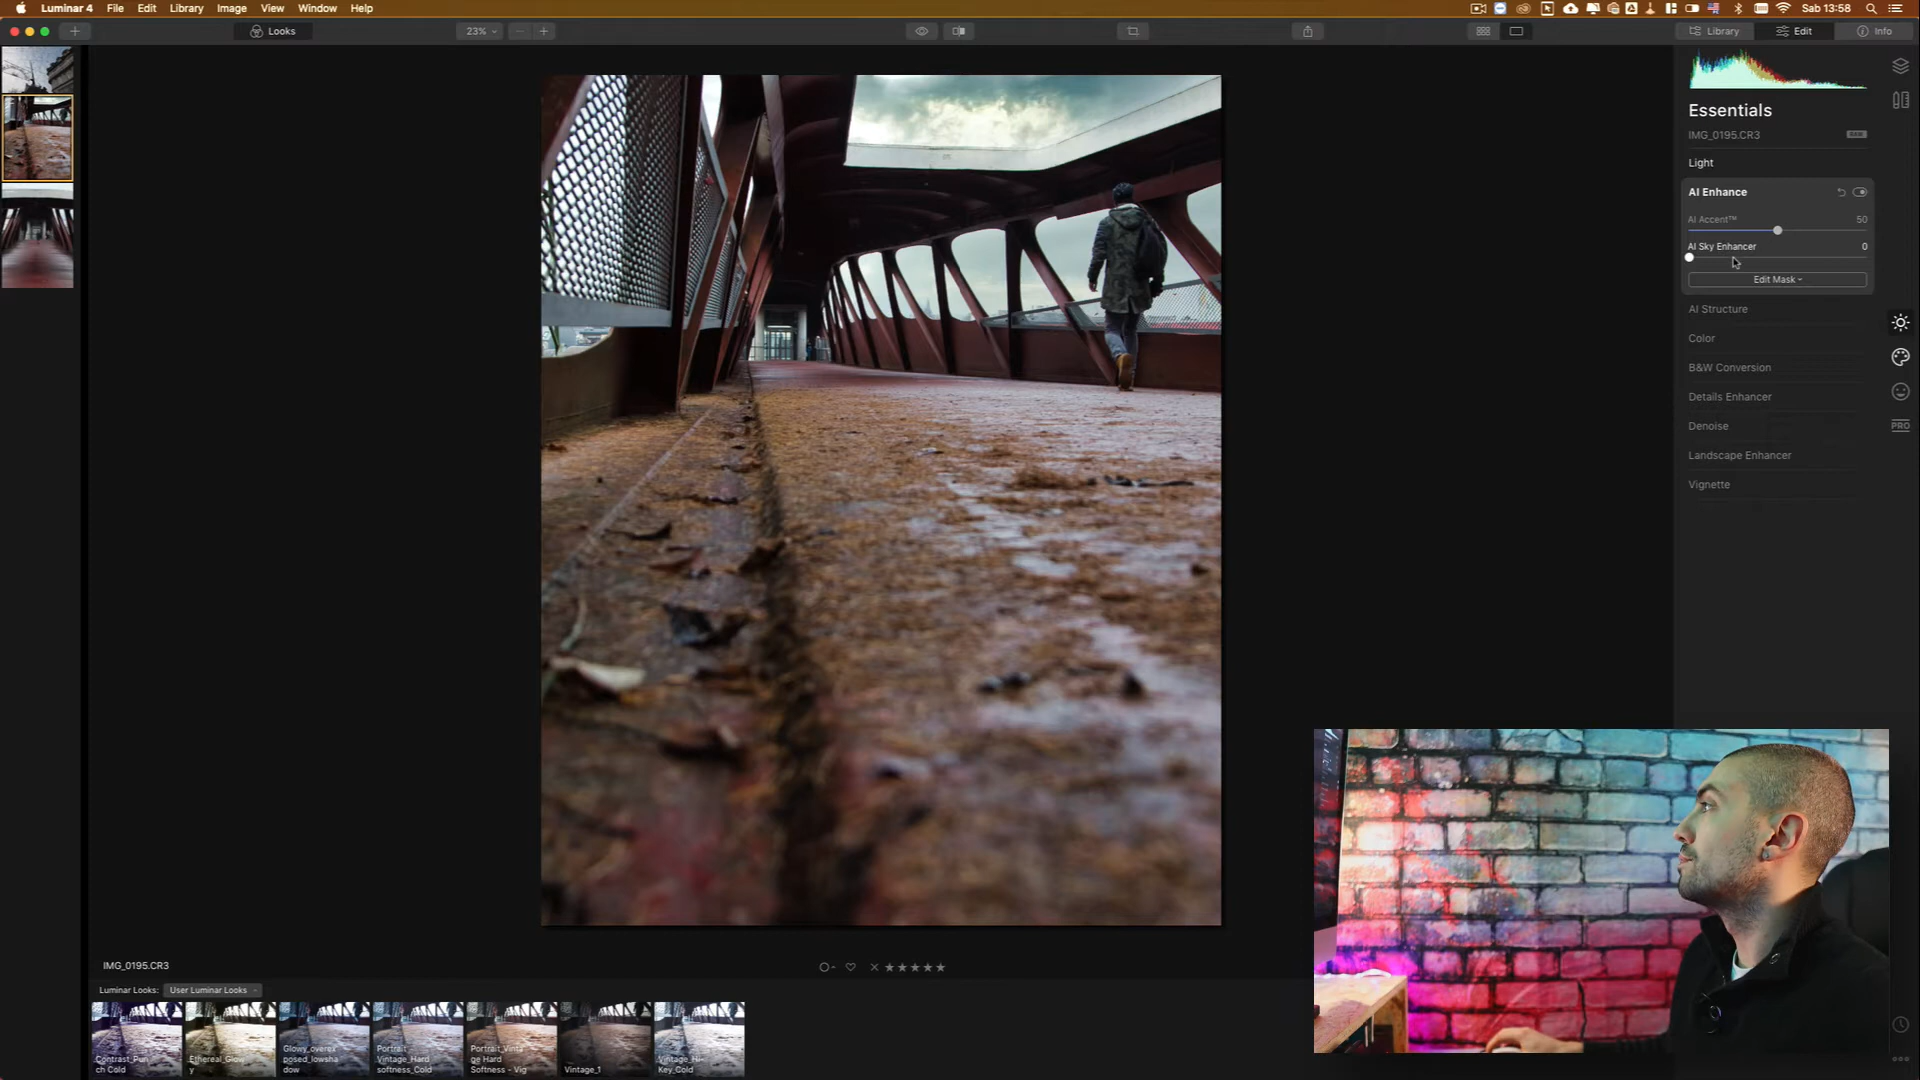 Luminar 4 File Edit Library Image View Window Help
Sab 13:58
Looks
23%
Library
Edit
Info
Essentials
IMG_0195.CR3
RAW
Light
AI Enhance
AI Accent™ 50
AI Sky Enhancer 0
Edit Mask
AI Structure
Color
B&W Conversion
Details Enhancer
Denoise
PRO
Landscape Enhancer
Vignette
IMG_0195.CR3
Luminar Looks: User Luminar Looks
Contrast_Pun
ch Cold
Ethereal_Glow
y
Glowy_overex
posed_lowsha
dow
Portrait -
Vintage_Hard
softness_Cold
Portrait_Vinta
ge Hard
Softness - Vig
Vintage_1
Vintage_Hi-
Key_Cold